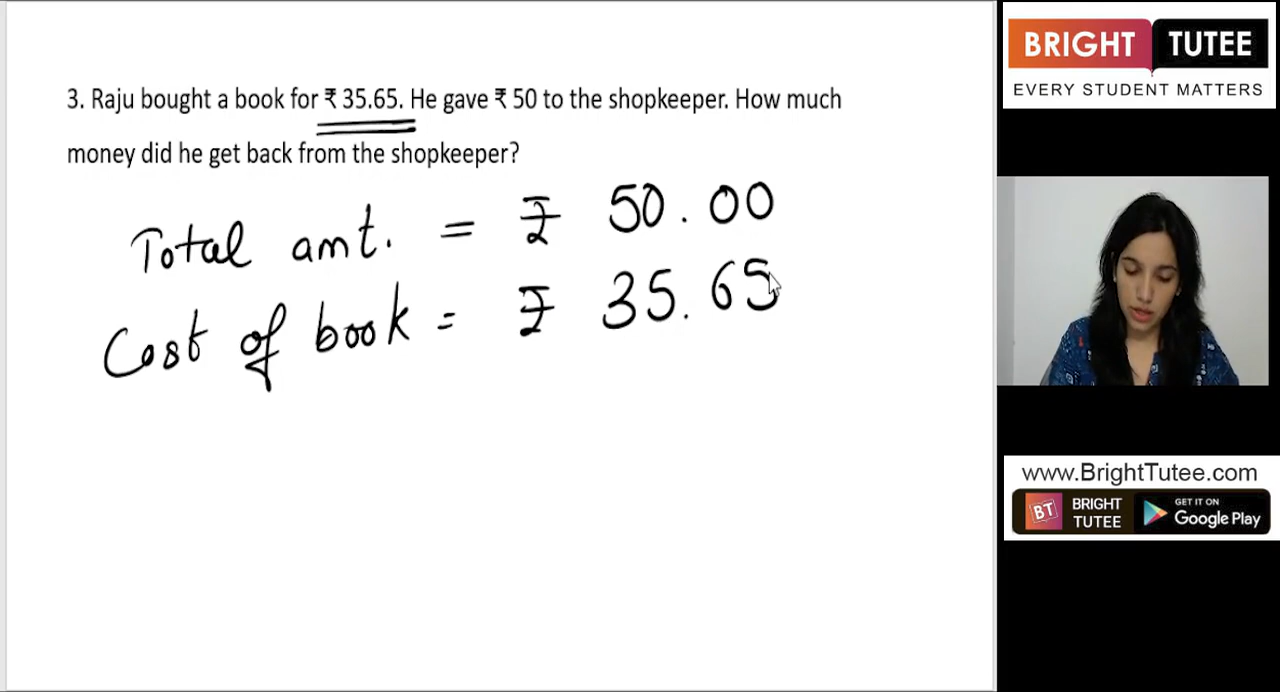 3. Raju bought a book for ₹ 35.65. He gave ₹ 50 to the shopkeeper. How much
money did he get back from the shopkeeper?
Total amt. = ₹ 50.00
Cost of book = ₹ 35.65
BRIGHT TUTEE
EVERY STUDENT MATTERS
www.BrightTutee.com
BT
BRIGHT
TUTEE
GET IT ON
Google Play